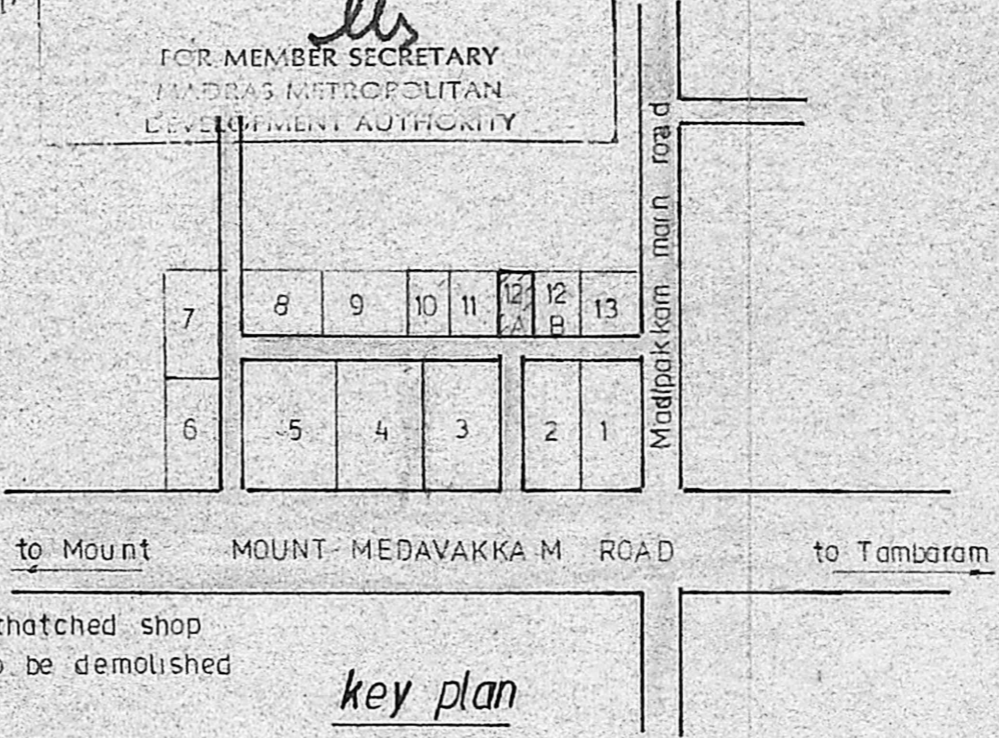 FOR MEMBER SECRETARY
MADRAS METROPOLITAN
DEVELOPMENT AUTHORITY
Madipakkam main road
7
8
9
10
11
12 A
12 B
13
6
5
4
3
2
1
to Mount
MOUNT-MEDAVAKKAM ROAD
to Tambaram
thatched shop
be demolished
key plan